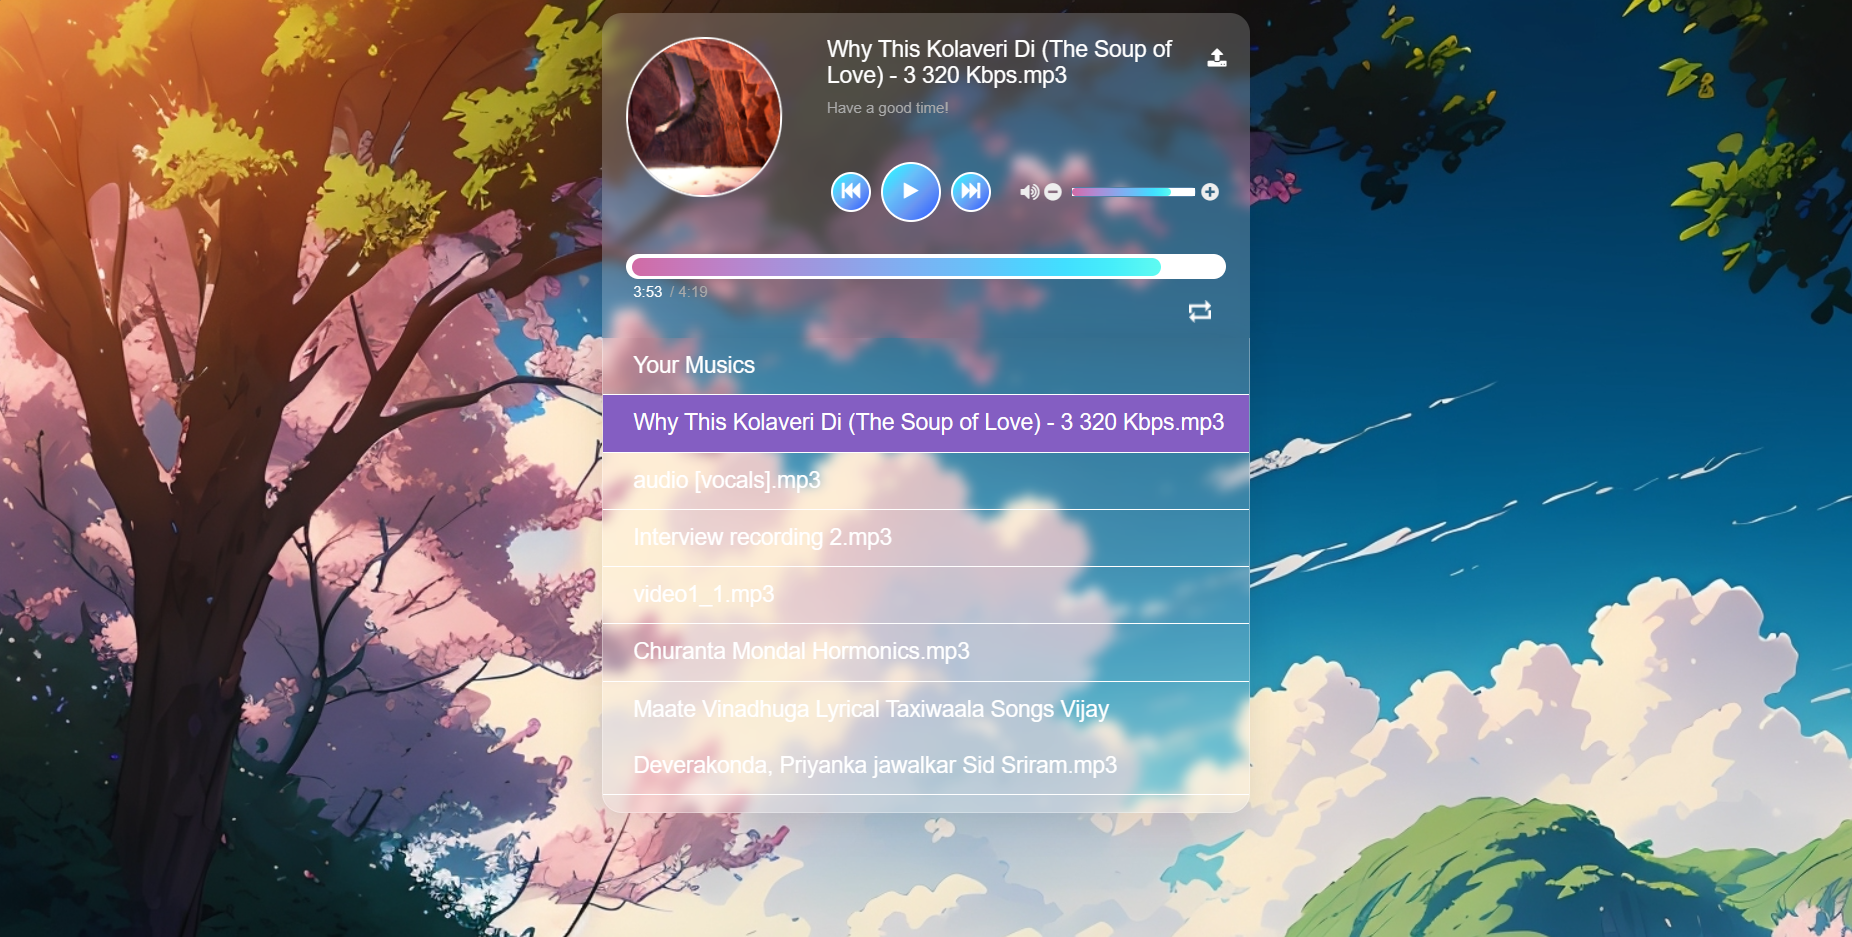 Why This Kolaveri Di (The Soup of
Love) - 3 320 Kbps.mp3
Have a good time!
3:53 / 4:19
Your Musics
Why This Kolaveri Di (The Soup of Love) - 3 320 Kbps.mp3
audio [vocals].mp3
Interview recording 2.mp3
video1_1.mp3
Churanta Mondal Hormonics.mp3
Maate Vinadhuga Lyrical Taxiwaala Songs Vijay
Deverakonda, Priyanka jawalkar Sid Sriram.mp3